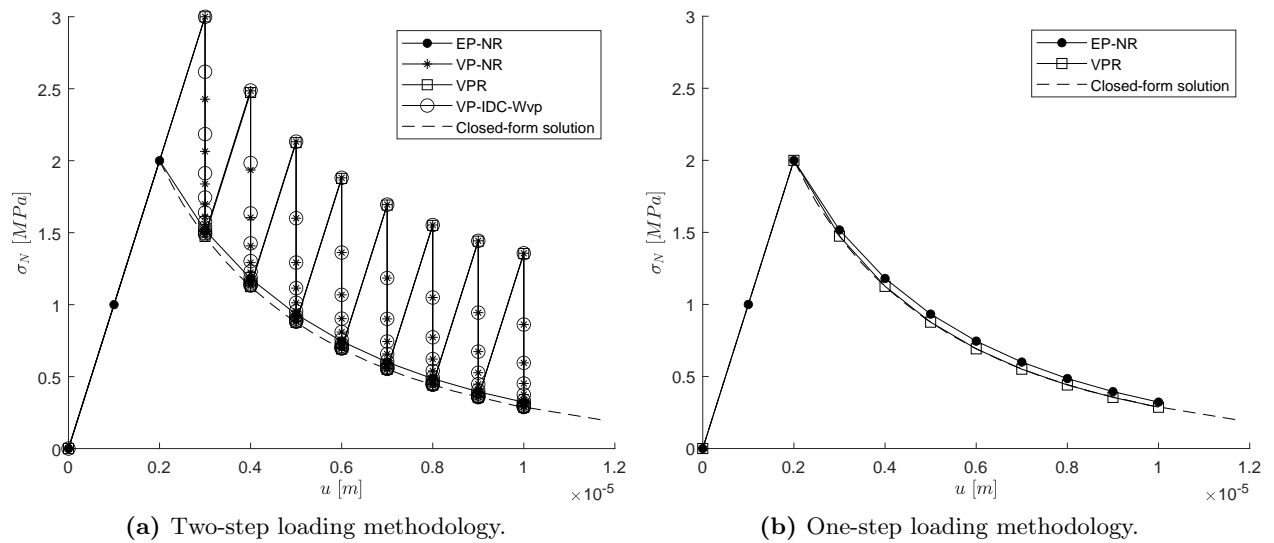 3
2.5
2
1.5
1
0.5
0
σ_N [MPa]
EP-NR
VP-NR
VPR
VP-IDC-Wvp
Closed-form solution
0 0.2 0.4 0.6 0.8 1 1.2
u [m]
×10⁻⁵
(a) Two-step loading methodology.
3
2.5
2
1.5
1
0.5
0
σ_N [MPa]
EP-NR
VPR
Closed-form solution
0 0.2 0.4 0.6 0.8 1 1.2
u [m]
×10⁻⁵
(b) One-step loading methodology.